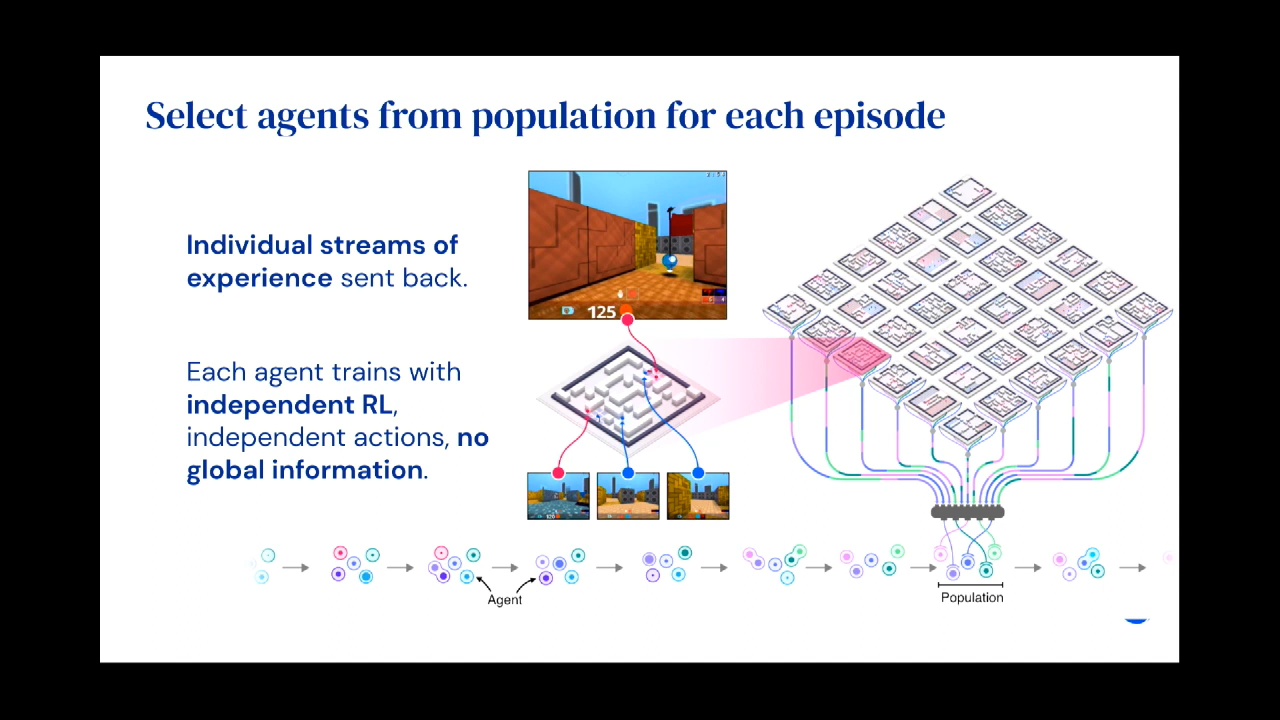 Select agents from population for each episode
Individual streams of
experience sent back.
Each agent trains with
independent RL,
independent actions, no
global information.
125
Agent
Population